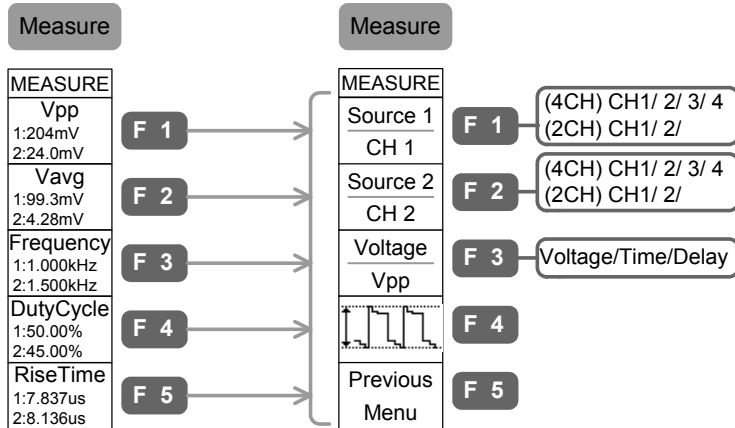 Measure
MEASURE
Vpp
1:204mV
2:24.0mV
F 1
Vavg
1:99.3mV
2:4.28mV
F 2
Frequency
1:1.000kHz
2:1.500kHz
F 3
DutyCycle
1:50.00%
2:45.00%
F 4
RiseTime
1:7.837us
2:8.136us
F 5
Measure
MEASURE
Source 1
CH 1
F 1
(4CH) CH1/ 2/ 3/ 4
(2CH) CH1/ 2/
Source 2
CH 2
F 2
(4CH) CH1/ 2/ 3/ 4
(2CH) CH1/ 2/
Voltage
Vpp
F 3
Voltage/Time/Delay
F 4
Previous
Menu
F 5